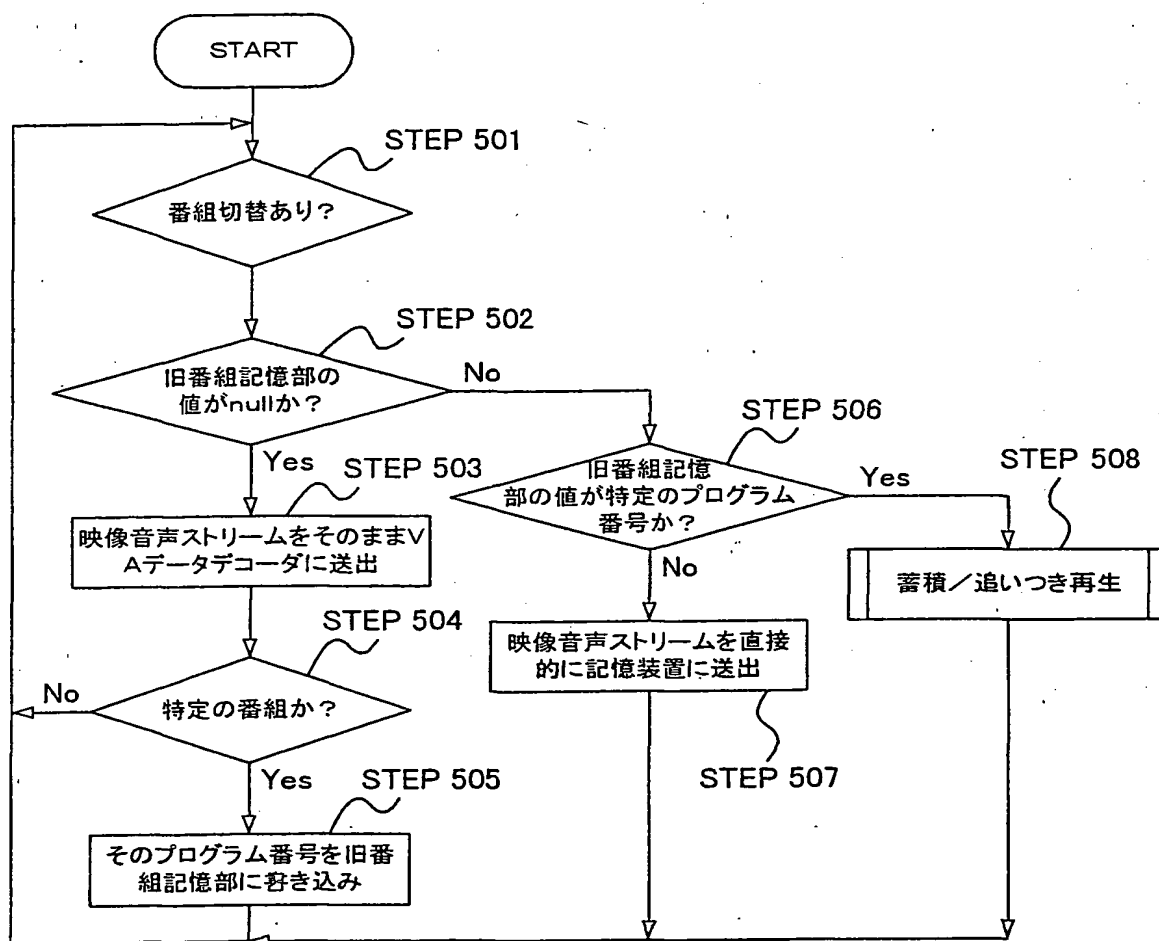 START
STEP 501
番組切替あり?
STEP 502
旧番組記憶部の
値がnullか?
No
Yes
STEP 503
映像音声ストリームをそのままV
Aデータデコーダに送出
STEP 504
特定の番組か?
No
Yes
STEP 505
そのプログラム番号を旧番
組記憶部に書き込み
STEP 506
旧番組記憶
部の値が特定のプログラム
番号か?
Yes
No
映像音声ストリームを直接
的に記憶装置に送出
STEP 507
STEP 508
蓄積/追いつき再生